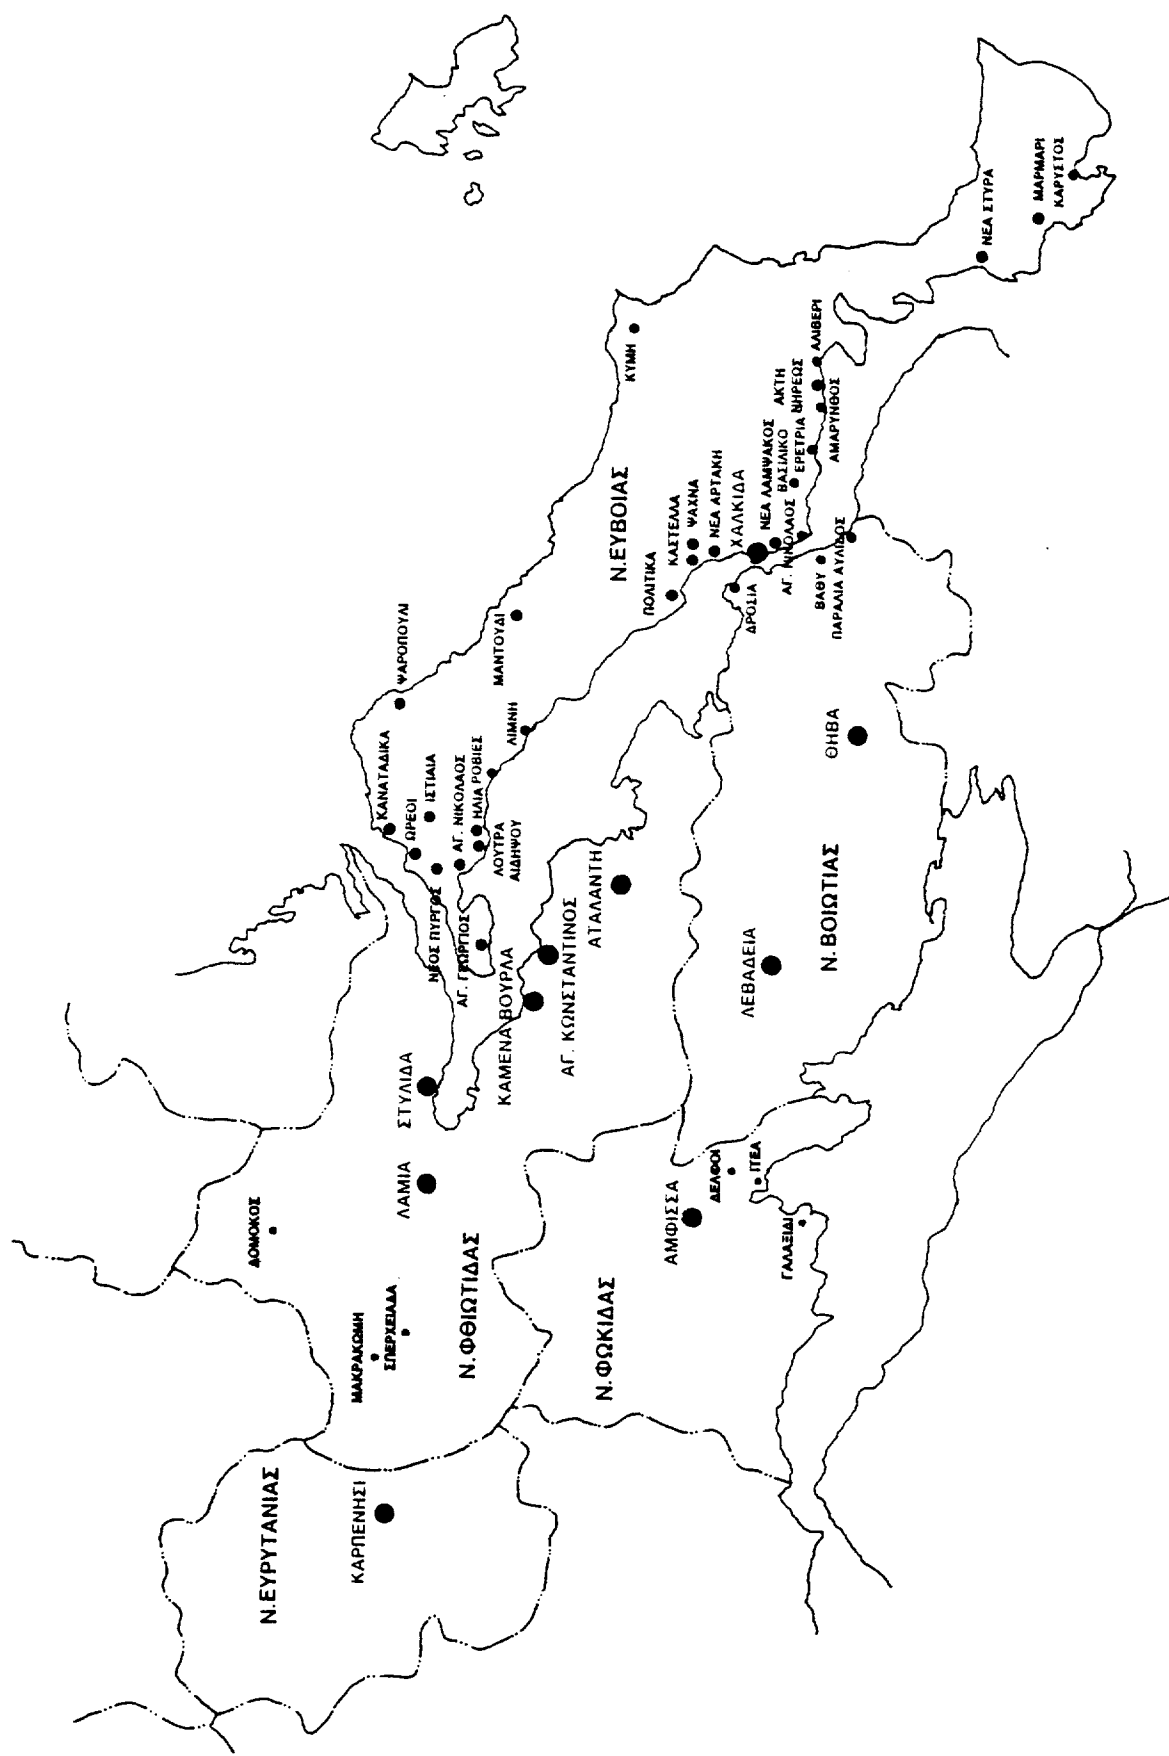 Ν.ΕΥΡΥΤΑΝΙΑΣ
ΚΑΡΠΕΝΗΣΙ
ΔΟΜΟΚΟΣ
ΜΑΚΡΑΚΩΜΗ
ΣΠΕΡΧΕΙΑΔΑ
ΛΑΜΙΑ
ΣΤΥΛΙΔΑ
Ν.ΦΘΙΩΤΙΔΑΣ
ΚΑΜΕΝΑ ΒΟΥΡΛΑ
ΑΓ. ΚΩΝΣΤΑΝΤΙΝΟΣ
ΑΤΑΛΑΝΤΗ
Ν.ΦΩΚΙΔΑΣ
ΑΜΦΙΣΣΑ
ΔΕΛΦΟΙ
ΙΤΕΑ
ΓΑΛΑΞΙΔΙ
ΛΕΒΑΔΕΙΑ
Ν. ΒΟΙΩΤΙΑΣ
ΘΗΒΑ
ΚΑΝΑΤΑΔΙΚΑ
ΩΡΕΟΙ
ΙΣΤΙΑΙΑ
ΝΕΟΣ ΠΥΡΓΟΣ
ΑΓ. ΝΙΚΟΛΑΟΣ
ΑΓ. ΓΕΩΡΓΙΟΣ
ΗΛΙΑ
ΡΟΒΙΕΣ
ΛΟΥΤΡΑ
ΑΙΔΗΨΟΥ
ΨΑΡΟΠΟΥΛΙ
ΛΙΜΝΗ
ΜΑΝΤΟΥΔΙ
Ν.ΕΥΒΟΙΑΣ
ΚΥΜΗ
ΠΟΛΙΤΙΚΑ
ΚΑΣΤΕΛΛΑ
ΨΑΧΝΑ
ΝΕΑ ΑΡΤΑΚΗ
ΧΑΛΚΙΔΑ
ΔΡΟΣΙΑ
ΝΕΑ ΛΑΜΨΑΚΟΣ
ΑΓ. ΝΙΚΟΛΑΟΣ
ΒΑΣΙΛΙΚΟ
ΕΡΕΤΡΙΑ
ΑΚΤΗ
ΝΗΡΕΩΣ
ΑΜΑΡΥΝΘΟΣ
ΑΛΙΒΕΡΙ
ΒΑΘΥ
ΠΑΡΑΛΙΑ ΑΥΛΙΔΟΣ
ΝΕΑ ΣΤΥΡΑ
ΜΑΡΜΑΡΙ
ΚΑΡΥΣΤΟΣ